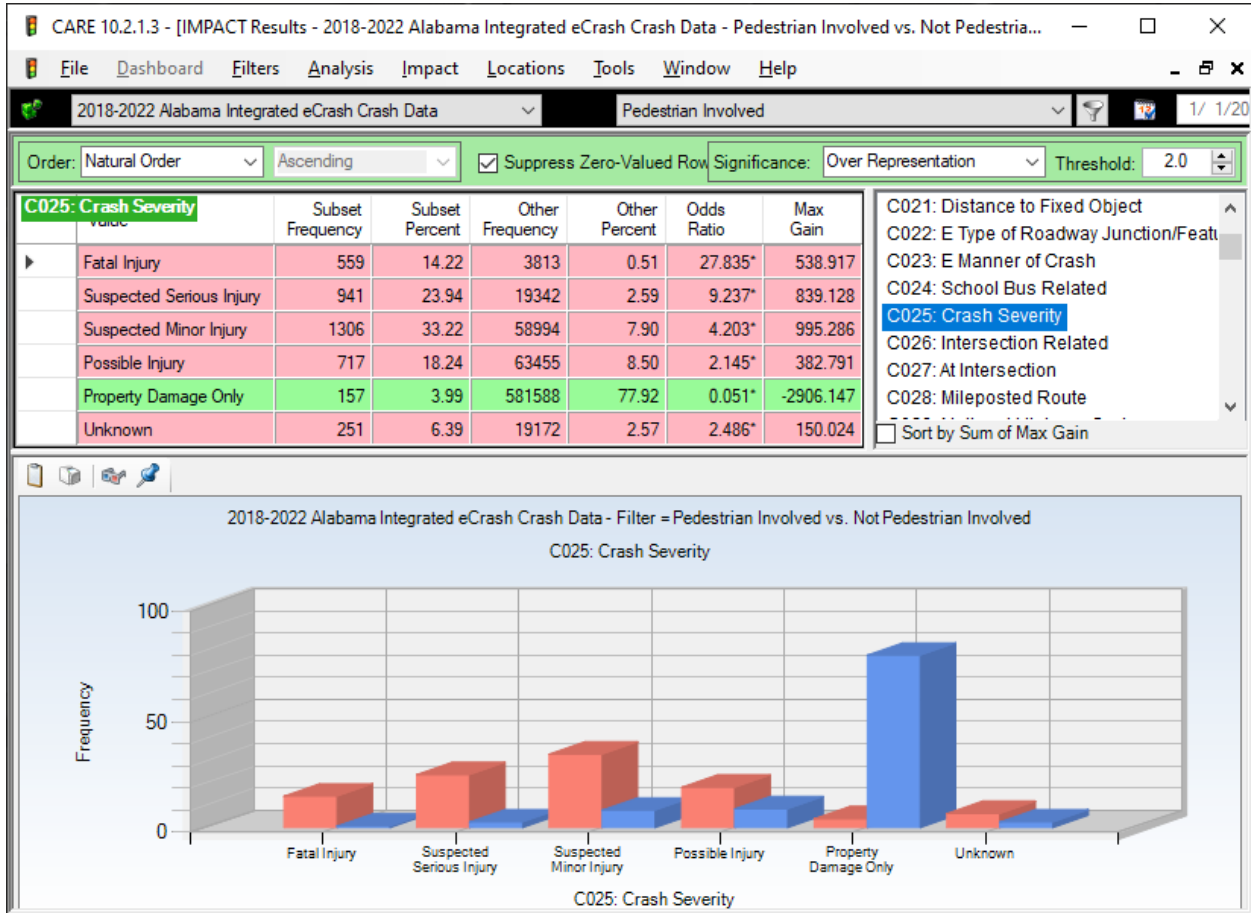 CARE 10.2.1.3 - [IMPACT Results - 2018-2022 Alabama Integrated eCrash Crash Data - Pedestrian Involved vs. Not Pedestria...
File Dashboard Filters Analysis Impact Locations Tools Window Help
2018-2022 Alabama Integrated eCrash Crash Data Pedestrian Involved 1/ 1/20
Order: Natural Order Ascending Suppress Zero-Valued Row Significance: Over Representation Threshold: 2.0
C025: Crash Severity Subset Frequency Subset Percent Other Frequency Other Percent Odds Ratio Max Gain
Fatal Injury 559 14.22 3813 0.51 27.835* 538.917
Suspected Serious Injury 941 23.94 19342 2.59 9.237* 839.128
Suspected Minor Injury 1306 33.22 58994 7.90 4.203* 995.286
Possible Injury 717 18.24 63455 8.50 2.145* 382.791
Property Damage Only 157 3.99 581588 77.92 0.051* -2906.147
Unknown 251 6.39 19172 2.57 2.486* 150.024
C021: Distance to Fixed Object
C022: E Type of Roadway Junction/Featu
C023: E Manner of Crash
C024: School Bus Related
C025: Crash Severity
C026: Intersection Related
C027: At Intersection
C028: Mileposted Route
Sort by Sum of Max Gain
2018-2022 Alabama Integrated eCrash Crash Data - Filter = Pedestrian Involved vs. Not Pedestrian Involved
C025: Crash Severity
Frequency
100
50
0
Fatal Injury
Suspected
Serious Injury
Suspected
Minor Injury
Possible Injury
Property
Damage Only
Unknown
C025: Crash Severity